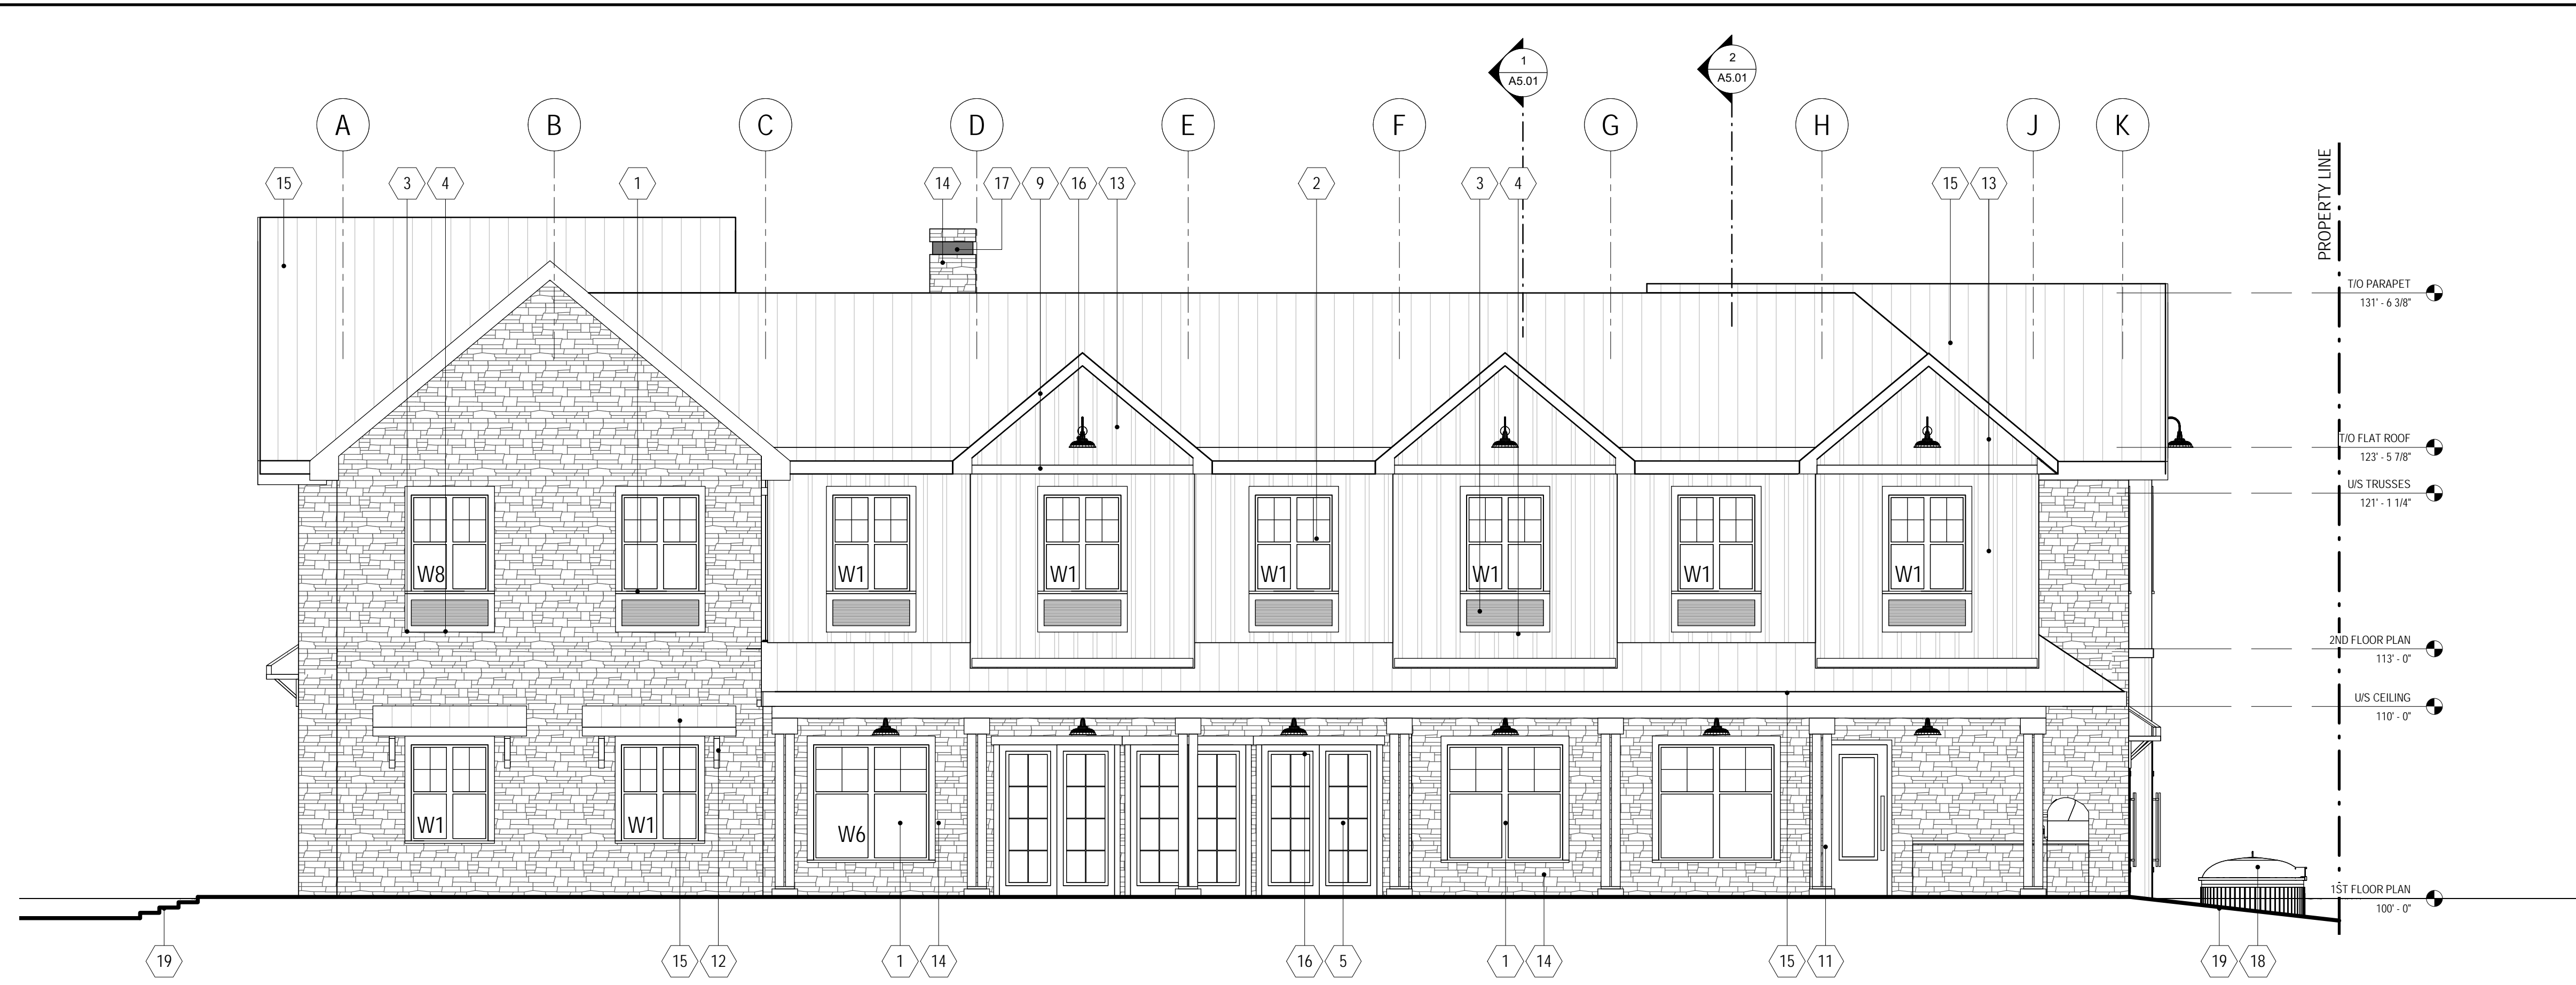 1
A5.01
2
A5.01
A
B
C
D
E
F
G
H
J
K
15
3
4
1
14
17
9
16
13
2
3
4
15
13
PROPERTY LINE
T/O PARAPET
131' - 6 3/8"
T/O FLAT ROOF
123' - 5 7/8"
U/S TRUSSES
121' - 1 1/4"
W8
W1
W1
W1
W1
W1
W1
2ND FLOOR PLAN
113' - 0"
U/S CEILING
110' - 0"
W1
W1
W6
1ST FLOOR PLAN
100' - 0"
19
15
12
1
14
16
5
1
14
15
11
19
18